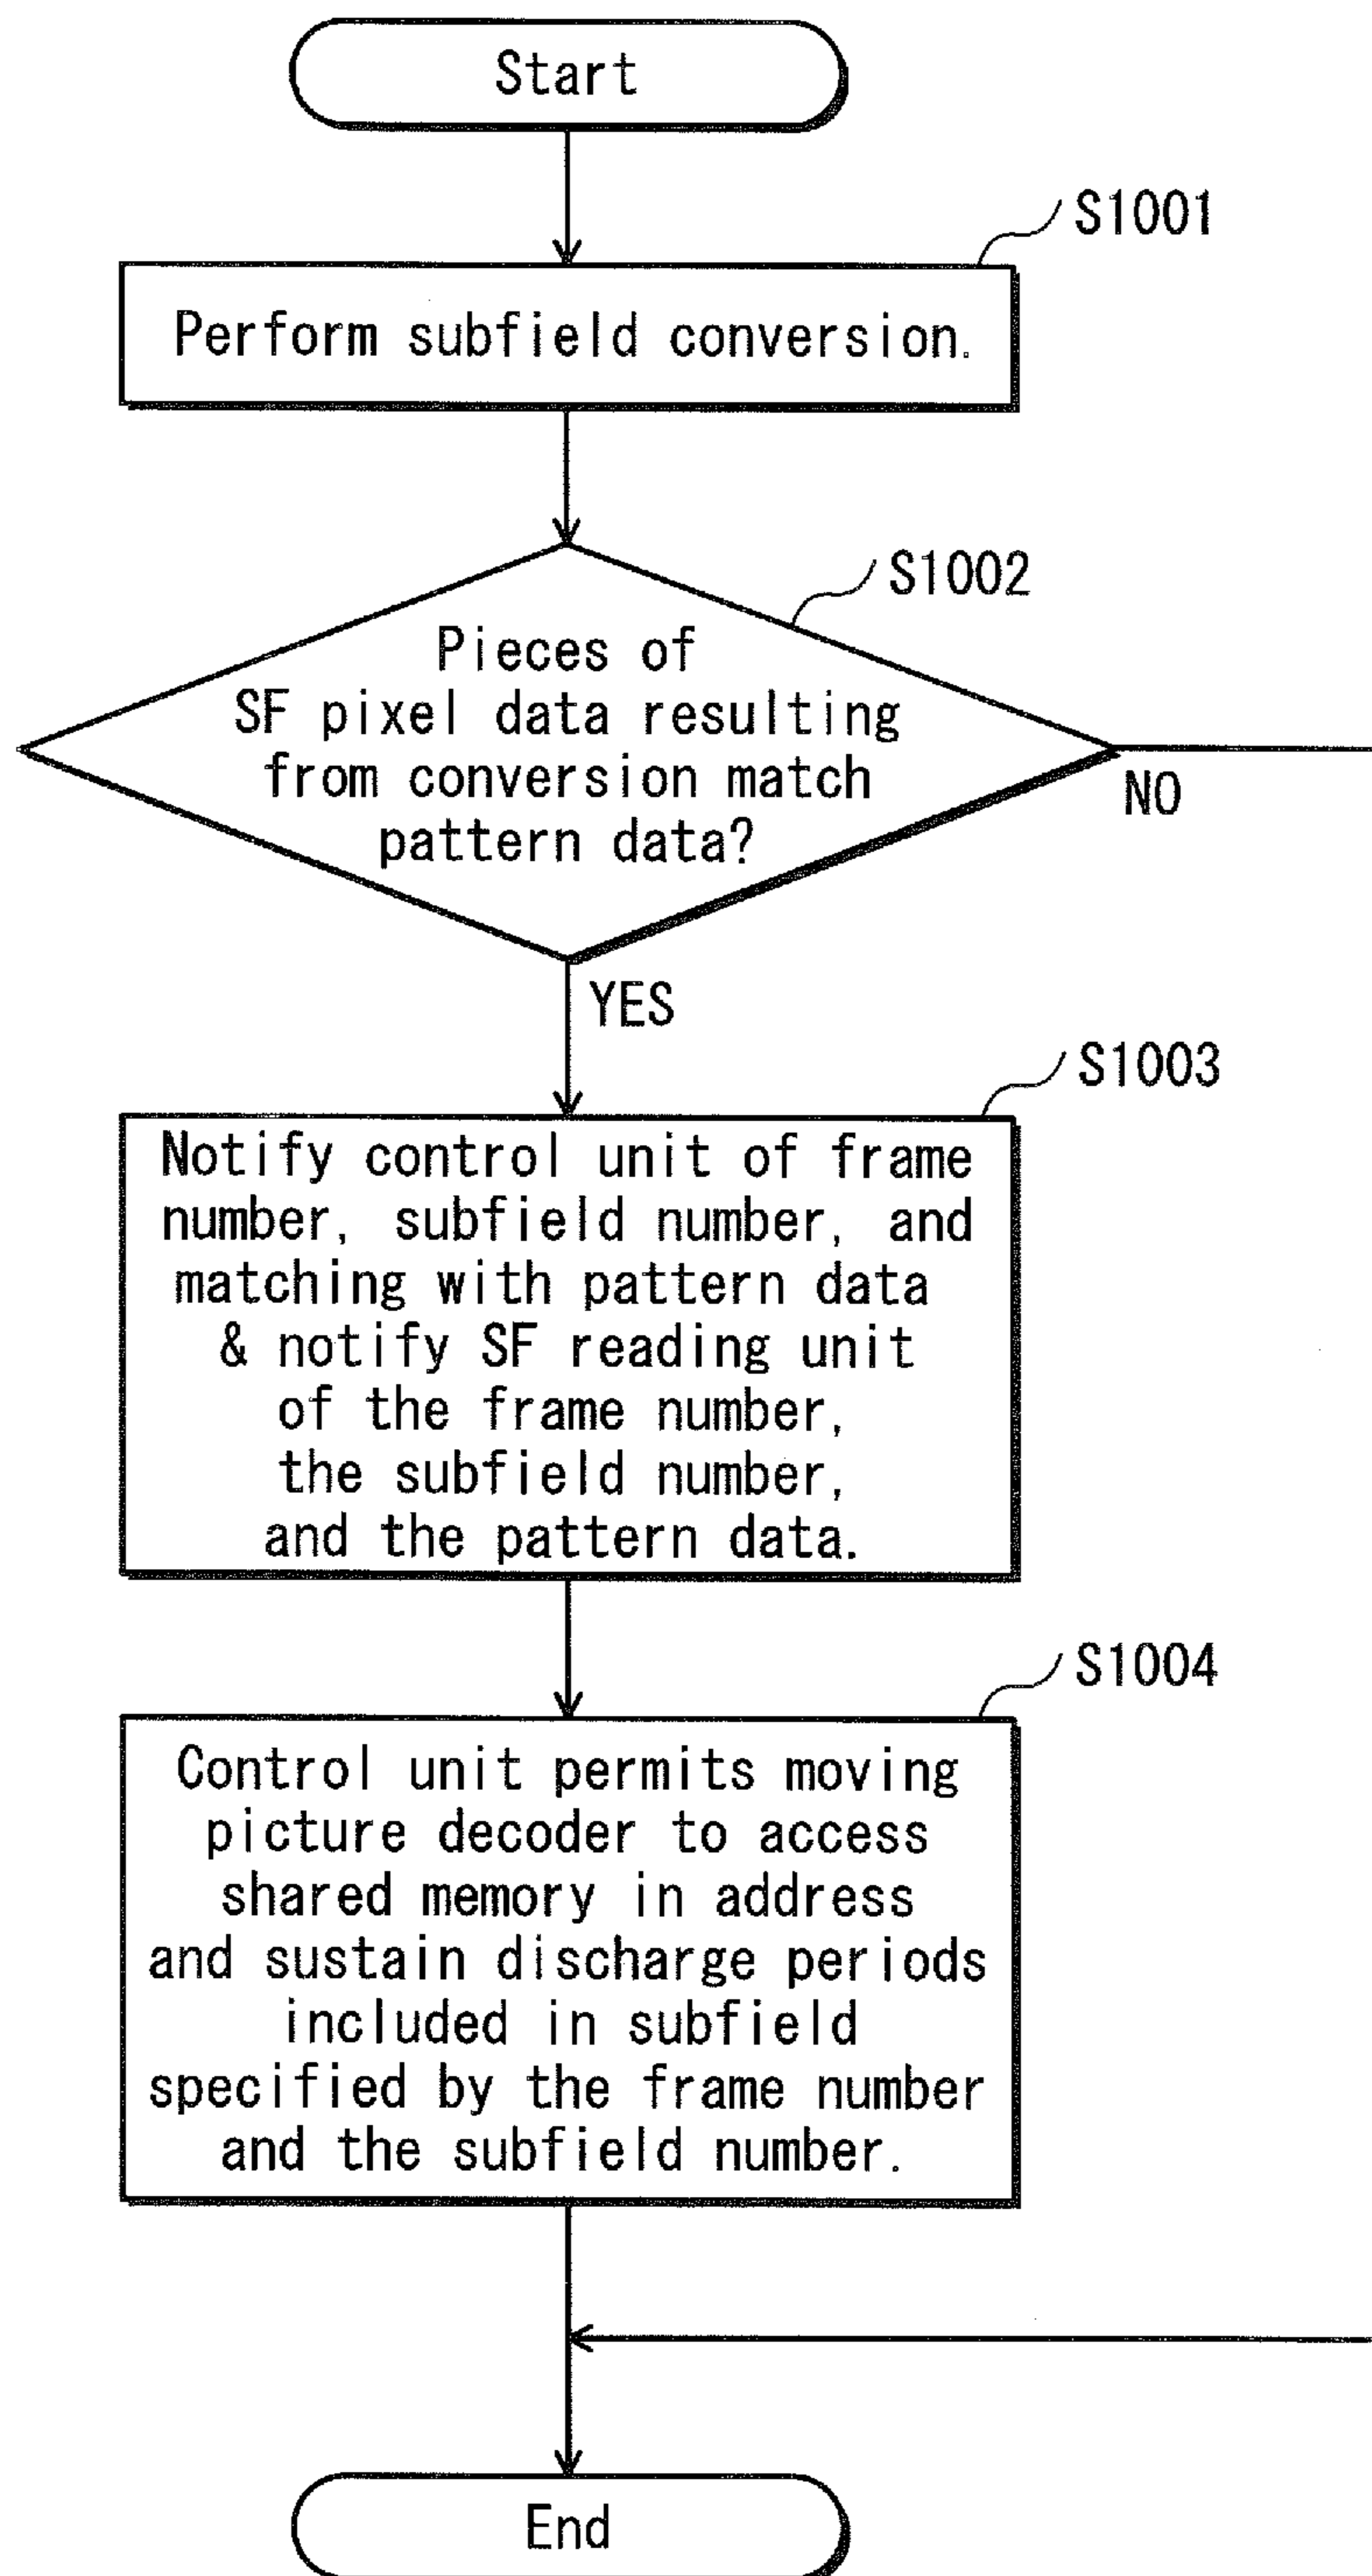 Start
S1001
Perform subfield conversion.
S1002
Pieces of
SF pixel data resulting
from conversion match
pattern data?
NO
YES
S1003
Notify control unit of frame
number, subfield number, and
matching with pattern data
& notify SF reading unit
of the frame number,
the subfield number,
and the pattern data.
S1004
Control unit permits moving
picture decoder to access
shared memory in address
and sustain discharge periods
included in subfield
specified by the frame number
and the subfield number.
End